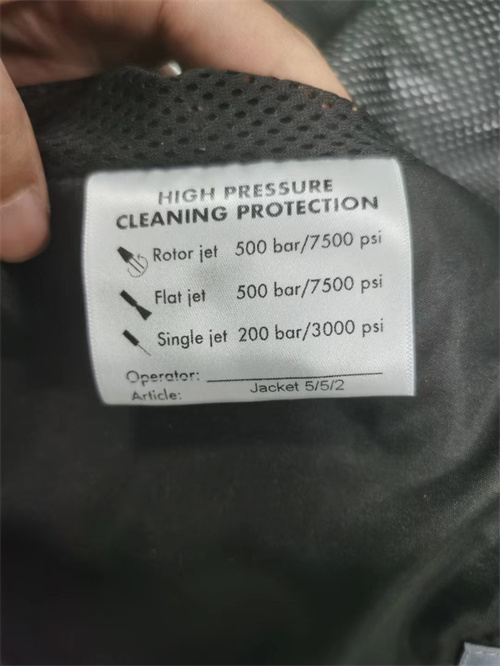 HIGH PRESSURE
CLEANING PROTECTION
Rotor jet 500 bar/7500 psi
Flat jet 500 bar/7500 psi
Single jet 200 bar/3000 psi
Operator:
Article: Jacket 5/5/2